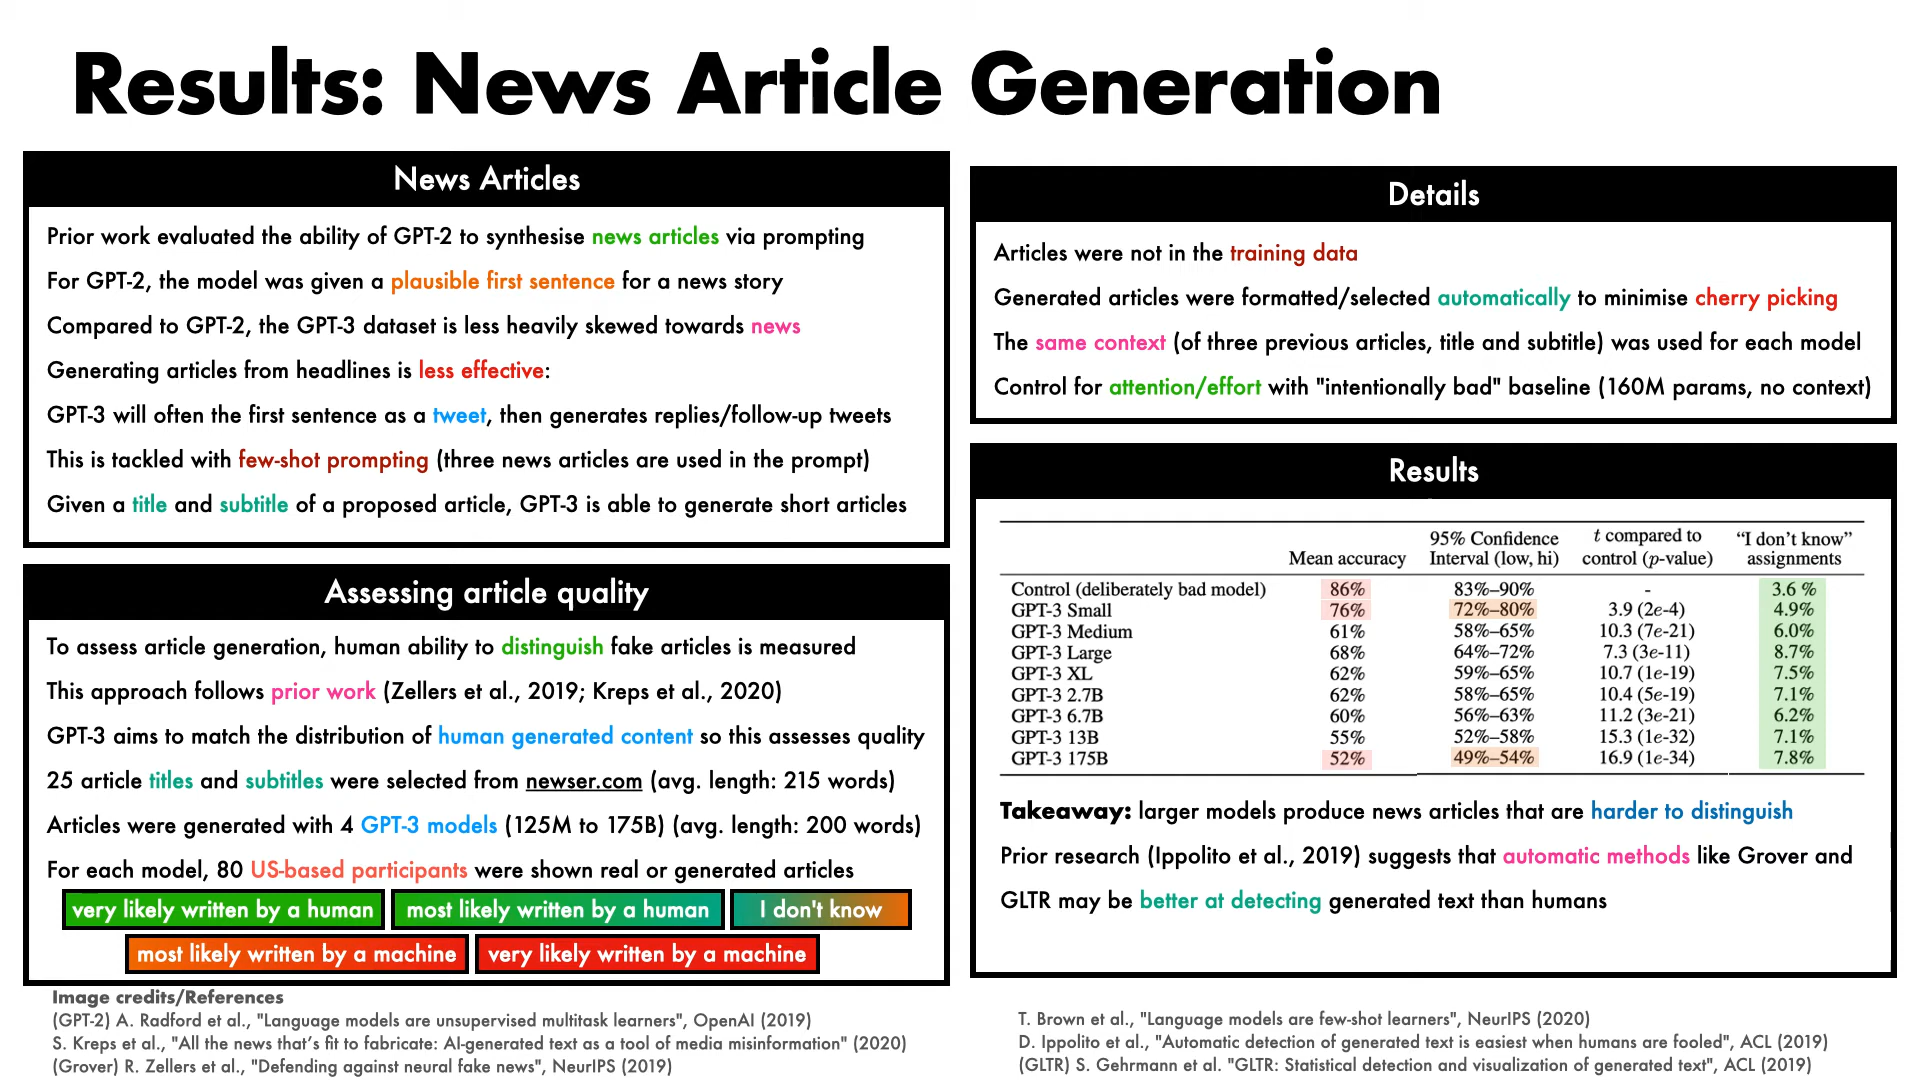 Results: News Article Generation
News Articles
Prior work evaluated the ability of GPT-2 to synthesise news articles via prompting
For GPT-2, the model was given a plausible first sentence for a news story
Compared to GPT-2, the GPT-3 dataset is less heavily skewed towards news
Generating articles from headlines is less effective:
GPT-3 will often the first sentence as a tweet, then generates replies/follow-up tweets
This is tackled with few-shot prompting (three news articles are used in the prompt)
Given a title and subtitle of a proposed article, GPT-3 is able to generate short articles
Assessing article quality
To assess article generation, human ability to distinguish fake articles is measured
This approach follows prior work (Zellers et al., 2019; Kreps et al., 2020)
GPT-3 aims to match the distribution of human generated content so this assesses quality
25 article titles and subtitles were selected from newser.com (avg. length: 215 words)
Articles were generated with 4 GPT-3 models (125M to 175B) (avg. length: 200 words)
For each model, 80 US-based participants were shown real or generated articles
very likely written by a human most likely written by a human I don't know
most likely written by a machine very likely written by a machine
Details
Articles were not in the training data
Generated articles were formatted/selected automatically to minimise cherry picking
The same context (of three previous articles, title and subtitle) was used for each model
Control for attention/effort with "intentionally bad" baseline (160M params, no context)
Results
Mean accuracy 95% Confidence Interval (low, hi) t compared to control (p-value) “I don’t know” assignments
Control (deliberately bad model) 86% 83%–90% - 3.6 %
GPT-3 Small 76% 72%–80% 3.9 (2e-4) 4.9%
GPT-3 Medium 61% 58%–65% 10.3 (7e-21) 6.0%
GPT-3 Large 68% 64%–72% 7.3 (3e-11) 8.7%
GPT-3 XL 62% 59%–65% 10.7 (1e-19) 7.5%
GPT-3 2.7B 62% 58%–65% 10.4 (5e-19) 7.1%
GPT-3 6.7B 60% 56%–63% 11.2 (3e-21) 6.2%
GPT-3 13B 55% 52%–58% 15.3 (1e-32) 7.1%
GPT-3 175B 52% 49%–54% 16.9 (1e-34) 7.8%
Takeaway: larger models produce news articles that are harder to distinguish
Prior research (Ippolito et al., 2019) suggests that automatic methods like Grover and
GLTR may be better at detecting generated text than humans
Image credits/References
(GPT-2) A. Radford et al., "Language models are unsupervised multitask learners", OpenAI (2019)
S. Kreps et al., "All the news that’s fit to fabricate: AI-generated text as a tool of media misinformation" (2020)
(Grover) R. Zellers et al., "Defending against neural fake news", NeurIPS (2019)
T. Brown et al., "Language models are few-shot learners", NeurIPS (2020)
D. Ippolito et al., "Automatic detection of generated text is easiest when humans are fooled", ACL (2019)
(GLTR) S. Gehrmann et al. "GLTR: Statistical detection and visualization of generated text", ACL (2019)